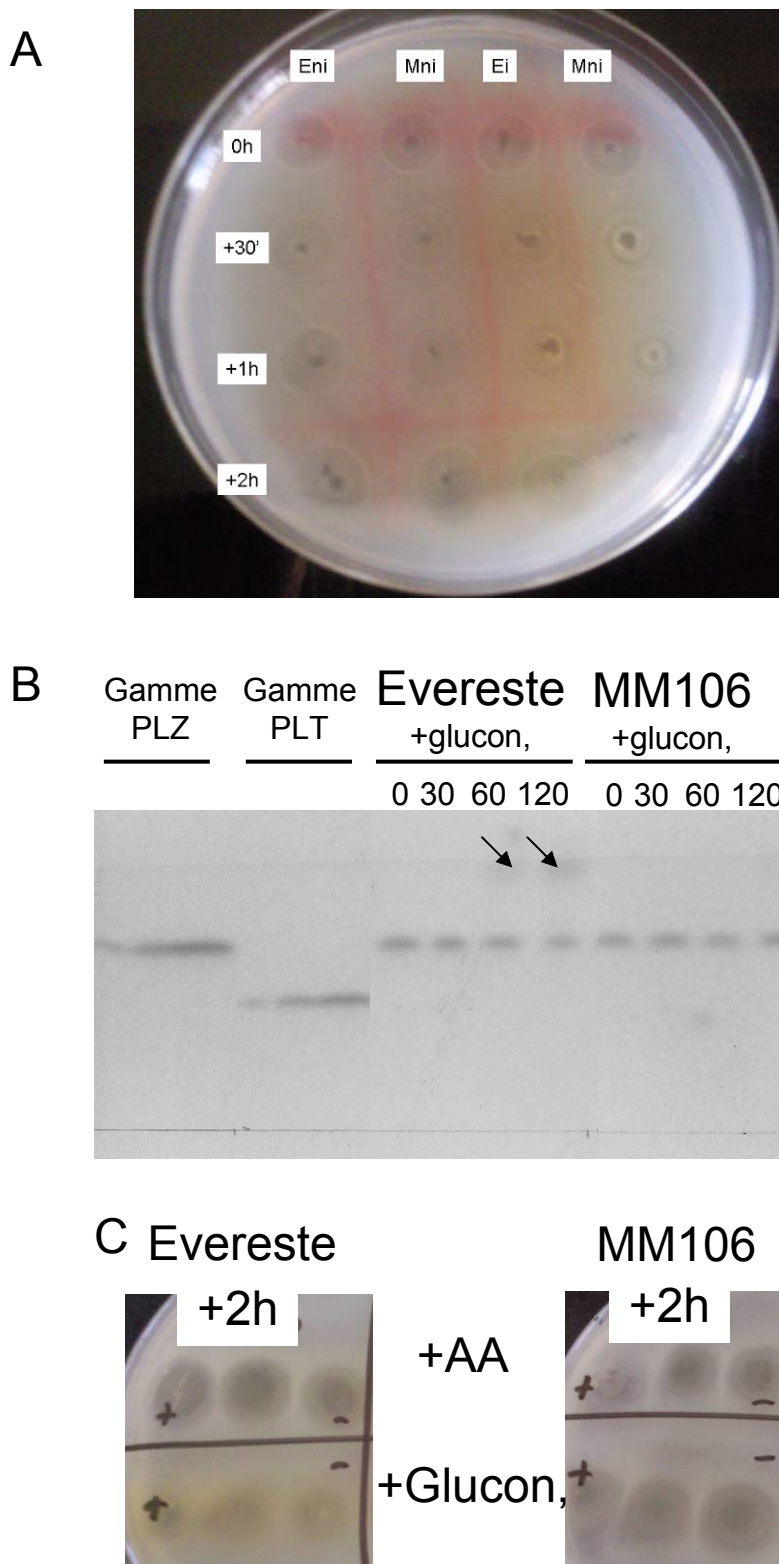 A
Eni Mni Ei Mni
0h
+30'
+1h
+2h
B
Gamme PLZ
Gamme PLT
Evereste
+glucon,
MM106
+glucon,
0 30 60 120
0 30 60 120
C
Evereste
+2h
MM106
+2h
+AA
+ -
+ -
+Glucon,
-
+
-
+